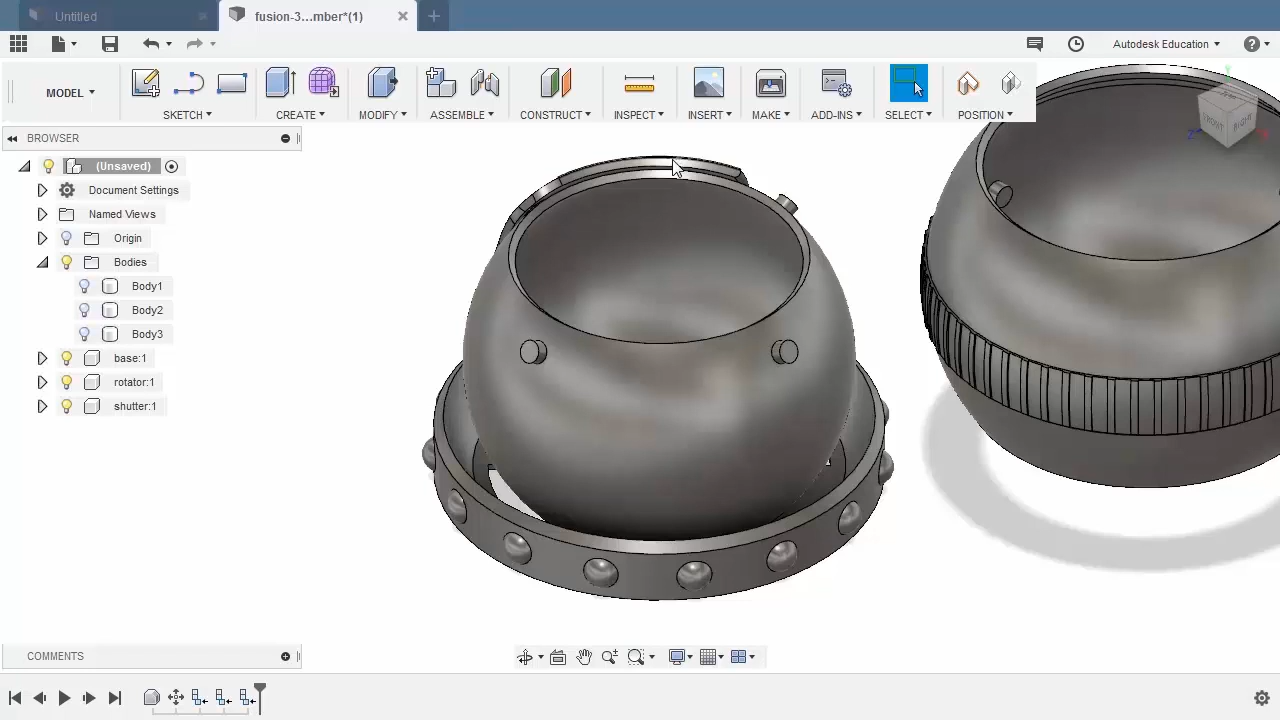 Untitled
fusion-3...mber*(1)
Autodesk Education
MODEL
SKETCH
CREATE
MODIFY
ASSEMBLE
CONSTRUCT
INSPECT
INSERT
MAKE
ADD-INS
SELECT
POSITION
BROWSER
(Unsaved)
Document Settings
Named Views
Origin
Bodies
Body1
Body2
Body3
base:1
rotator:1
shutter:1
FRONT
RIGHT
Y
Z
COMMENTS